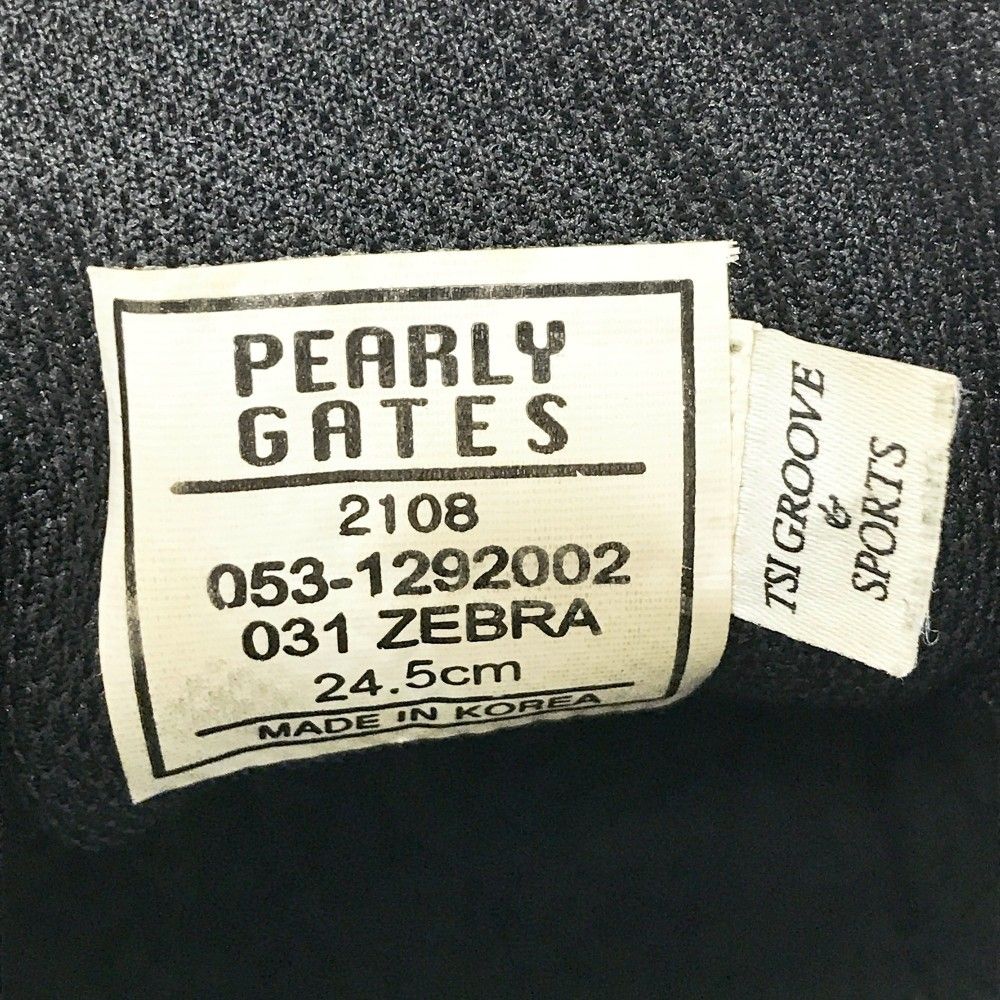 PEARLY
GATES
2108
053-1292002
031 ZEBRA
24.5cm
MADE IN KOREA
TSI GROOVE
&
SPORTS